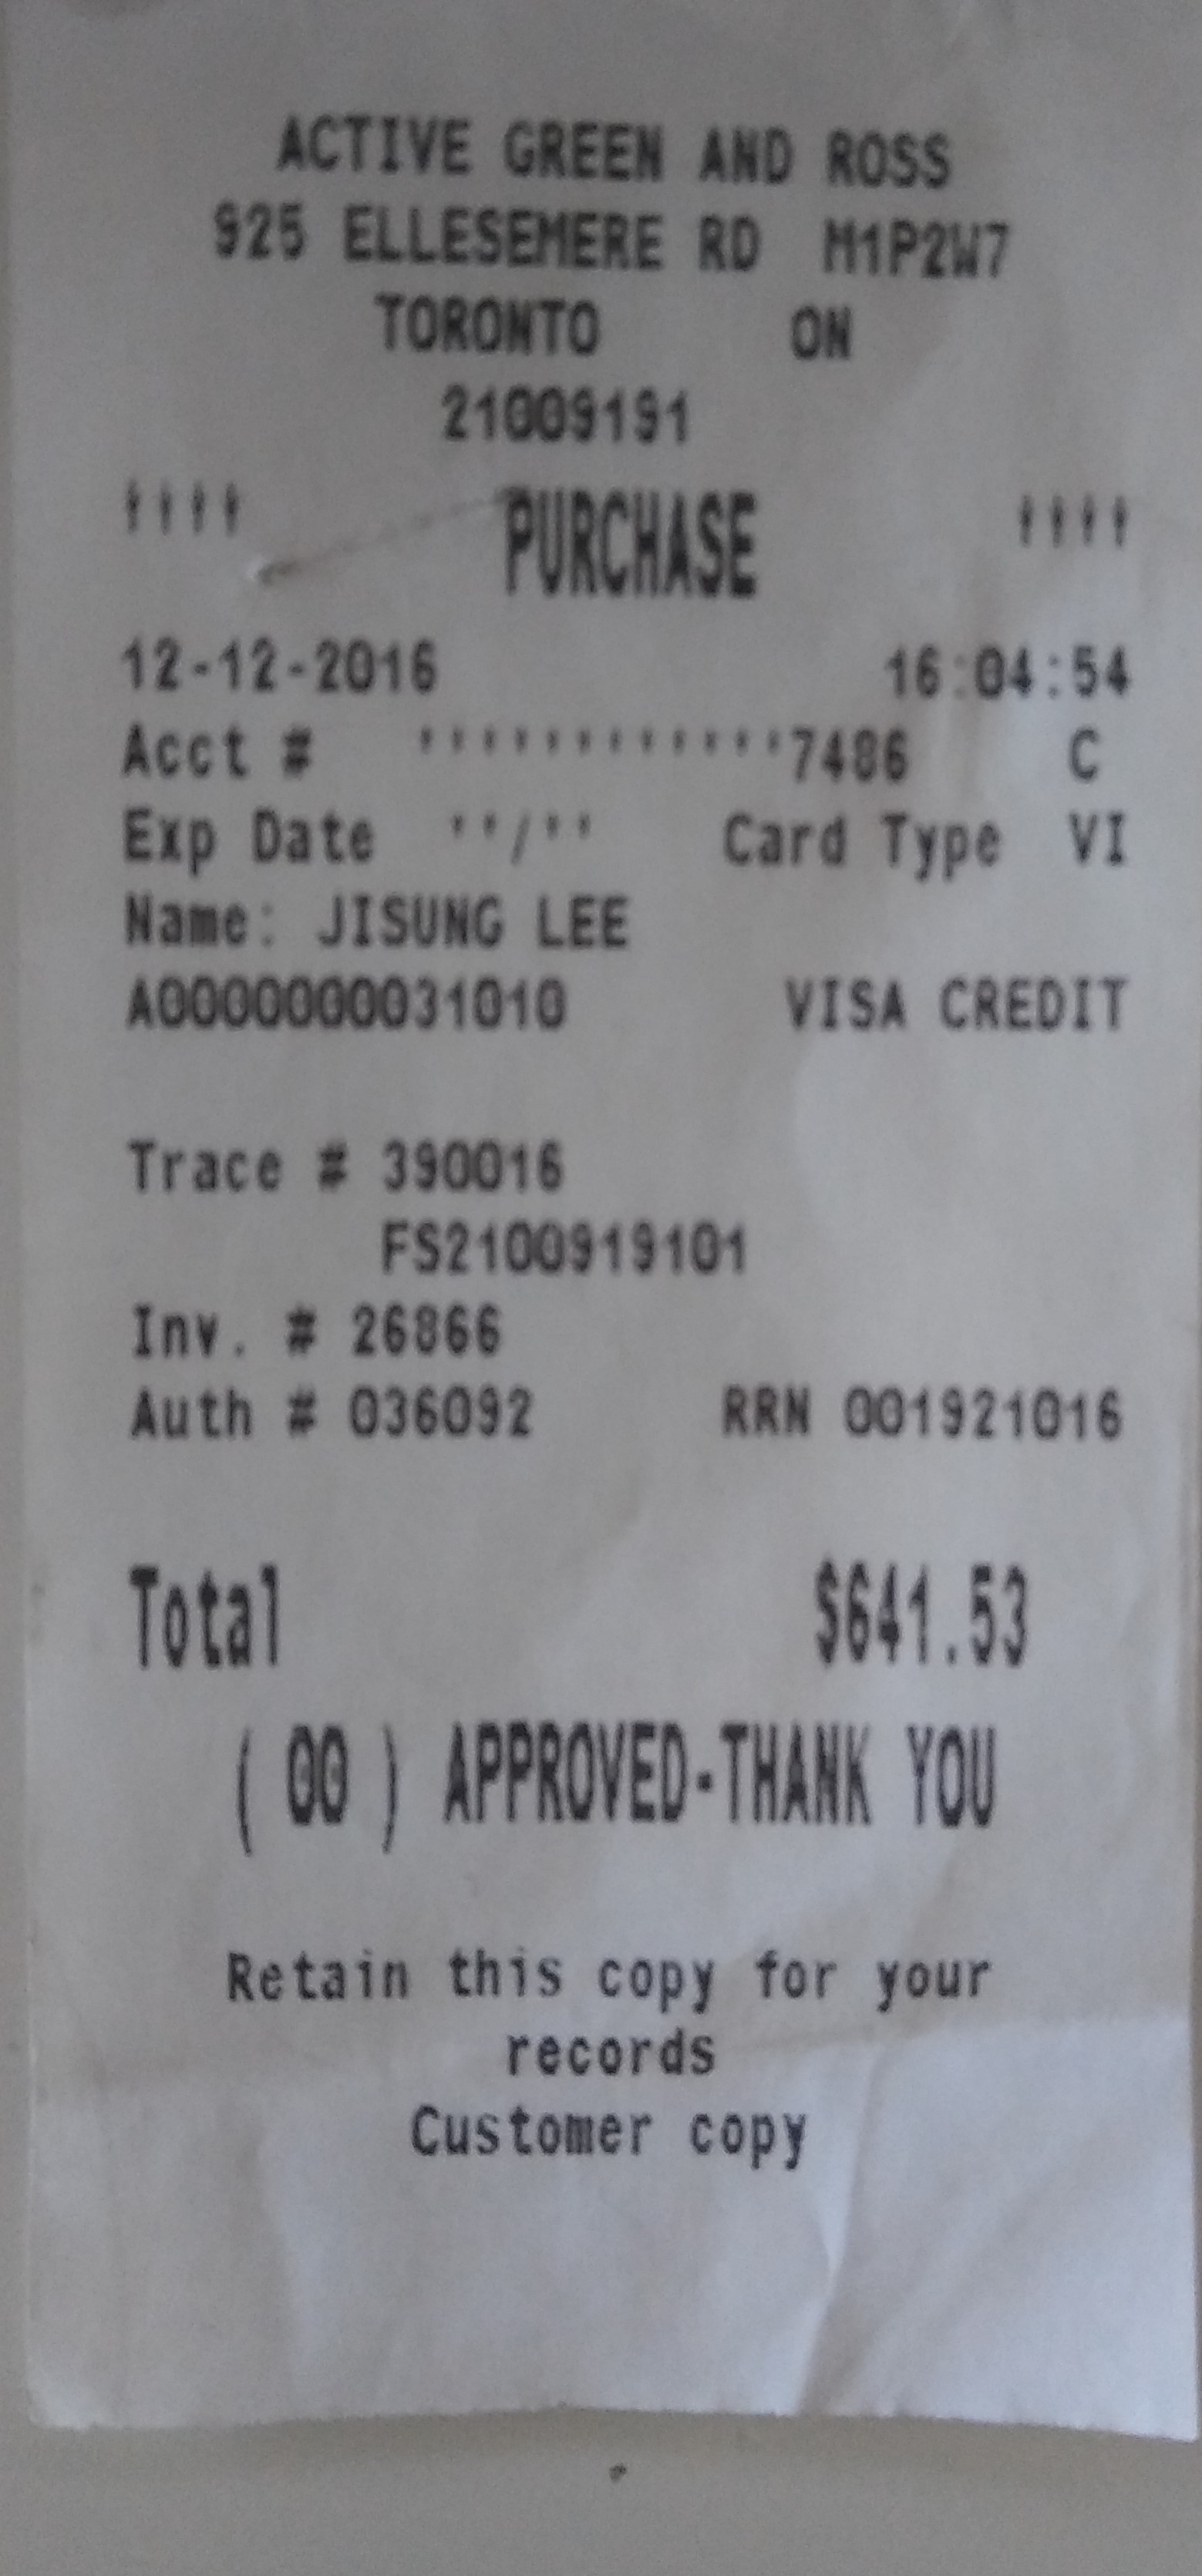 ACTIVE GREEN AND ROSS
925 ELLESEMERE RD M1P2W7
TORONTO ON
21009191
**** PURCHASE ****
12-12-2016 16:04:54
Acct # ************7486 C
Exp Date **/** Card Type VI
Name: JISUNG LEE
A0000000031010 VISA CREDIT
Trace # 390016
FS2100919101
Inv. # 26866
Auth # 036092 RRN 001921016
Total $641.53
( 00 ) APPROVED-THANK YOU
Retain this copy for your
records
Customer copy